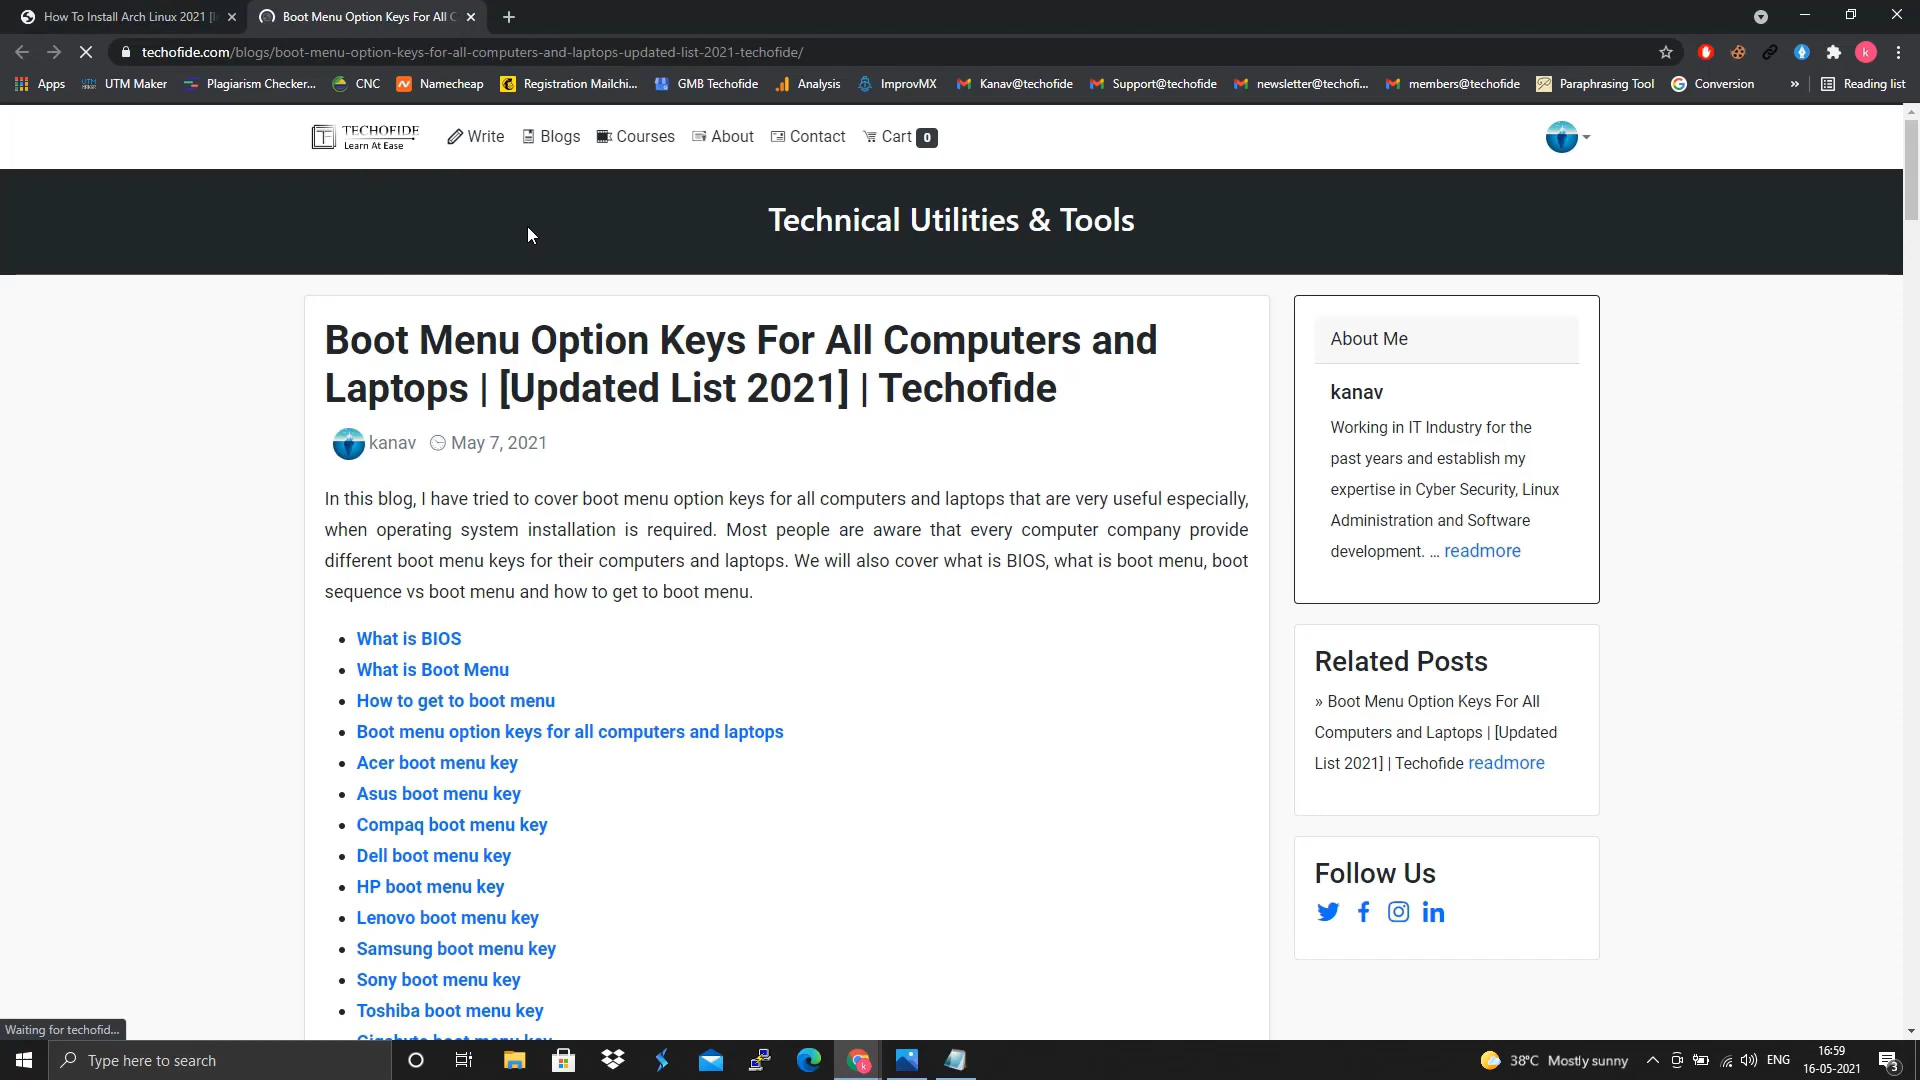 How To Install Arch Linux 2021 [
Boot Menu Option Keys For All C
techofide.com/blogs/boot-menu-option-keys-for-all-computers-and-laptops-updated-list-2021-techofide/
k
Apps
UTM Maker
Plagiarism Checker...
CNC
Namecheap
Registration Mailchi...
GMB Techofide
Analysis
ImprovMX
Kanav@techofide
Support@techofide
newsletter@techofi...
members@techofide
Paraphrasing Tool
Conversion
»
Reading list
TECHOFIDE
Learn At Ease
Write
Blogs
Courses
About
Contact
Cart 0
Technical Utilities & Tools
Boot Menu Option Keys For All Computers and
Laptops | [Updated List 2021] | Techofide
kanav
May 7, 2021
In this blog, I have tried to cover boot menu option keys for all computers and laptops that are very useful especially,
when operating system installation is required. Most people are aware that every computer company provide
different boot menu keys for their computers and laptops. We will also cover what is BIOS, what is boot menu, boot
sequence vs boot menu and how to get to boot menu.
What is BIOS
What is Boot Menu
How to get to boot menu
Boot menu option keys for all computers and laptops
Acer boot menu key
Asus boot menu key
Compaq boot menu key
Dell boot menu key
HP boot menu key
Lenovo boot menu key
Samsung boot menu key
Sony boot menu key
Toshiba boot menu key
Gigabyte boot menu key
About Me
kanav
Working in IT Industry for the
past years and establish my
expertise in Cyber Security, Linux
Administration and Software
development. ... readmore
Related Posts
» Boot Menu Option Keys For All
Computers and Laptops | [Updated
List 2021] | Techofide readmore
Follow Us
Waiting for techofid...
Type here to search
38°C Mostly sunny
ENG
16:59
16-05-2021
3